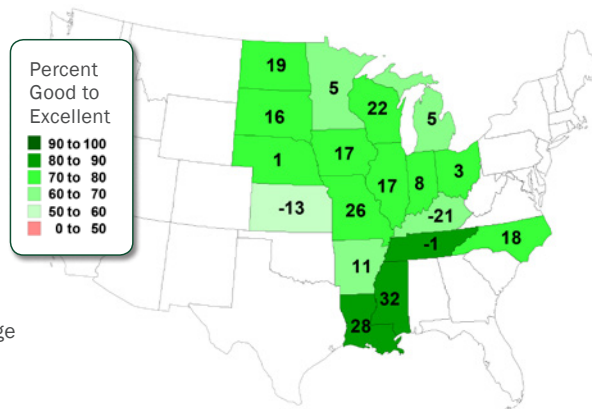 Percent
Good to
Excellent
90 to 100
80 to 90
70 to 80
60 to 70
50 to 60
0 to 50
19
5
16
22
5
1
17
17
8
3
-13
26
-21
-1
18
11
32
28
ge